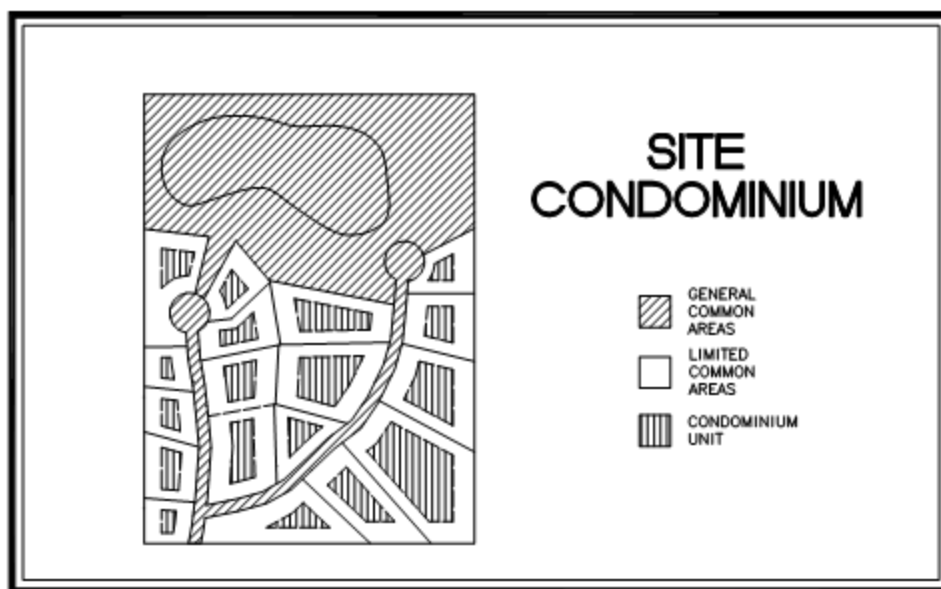 SITE
CONDOMINIUM
GENERAL
COMMON
AREAS
LIMITED
COMMON
AREAS
CONDOMINIUM
UNIT